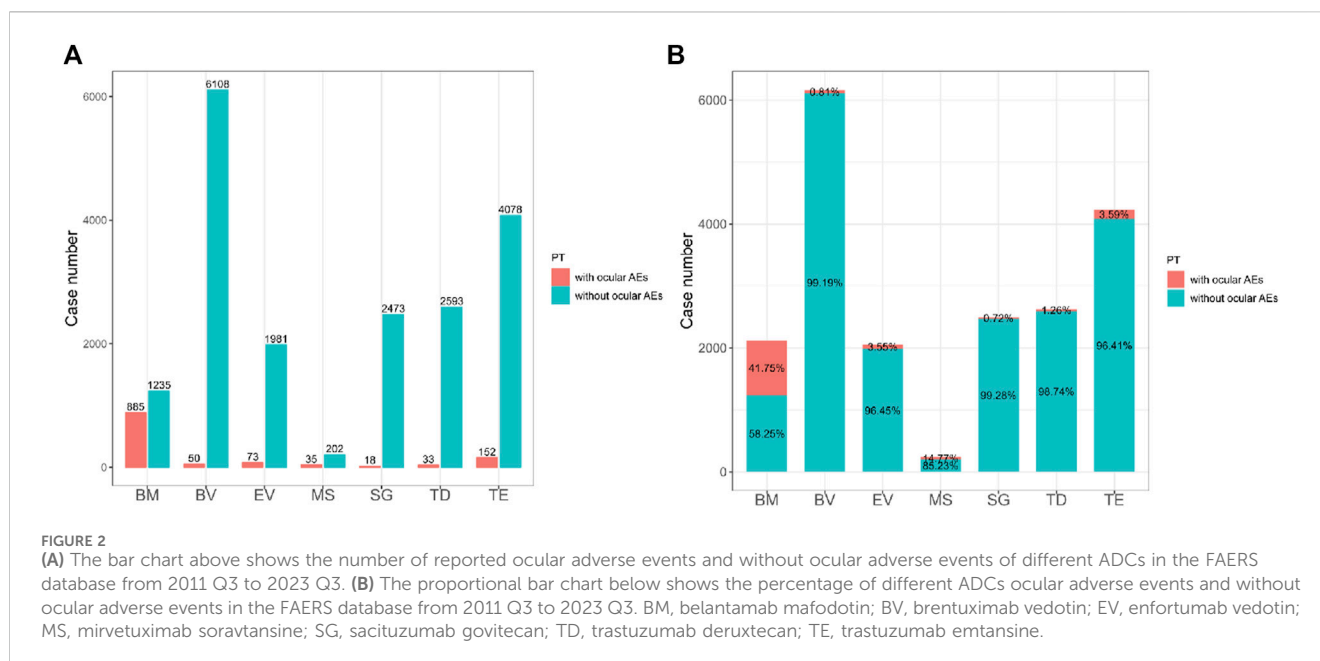 A
6108
6000
4078
4000
2593
2473
1981
2000
1235
885
202
152
50
73
35
18
33
0
BM BV EV MS SG TD TE
Case number
PT
with ocular AEs
without ocular AEs
B
6000
0.81%
99.19%
4000
3.59%
96.41%
3.55%
96.45%
0.72%
99.28%
1.26%
98.74%
2000
41.75%
58.25%
14.77%
85.23%
0
BM BV EV MS SG TD TE
Case number
PT
with ocular AEs
without ocular AEs
FIGURE 2
(A) The bar chart above shows the number of reported ocular adverse events and without ocular adverse events of different ADCs in the FAERS
database from 2011 Q3 to 2023 Q3. (B) The proportional bar chart below shows the percentage of different ADCs ocular adverse events and without
ocular adverse events in the FAERS database from 2011 Q3 to 2023 Q3. BM, belantamab mafodotin; BV, brentuximab vedotin; EV, enfortumab vedotin;
MS, mirvetuximab soravtansine; SG, sacituzumab govitecan; TD, trastuzumab deruxtecan; TE, trastuzumab emtansine.